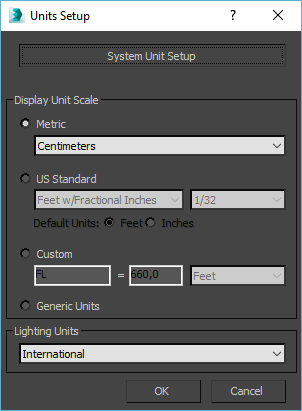 Units Setup
?
System Unit Setup
Display Unit Scale
Metric
Centimeters
US Standard
Feet w/Fractional Inches 1/32
Default Units: Feet Inches
Custom
FL = 660,0 Feet
Generic Units
Lighting Units
International
OK Cancel